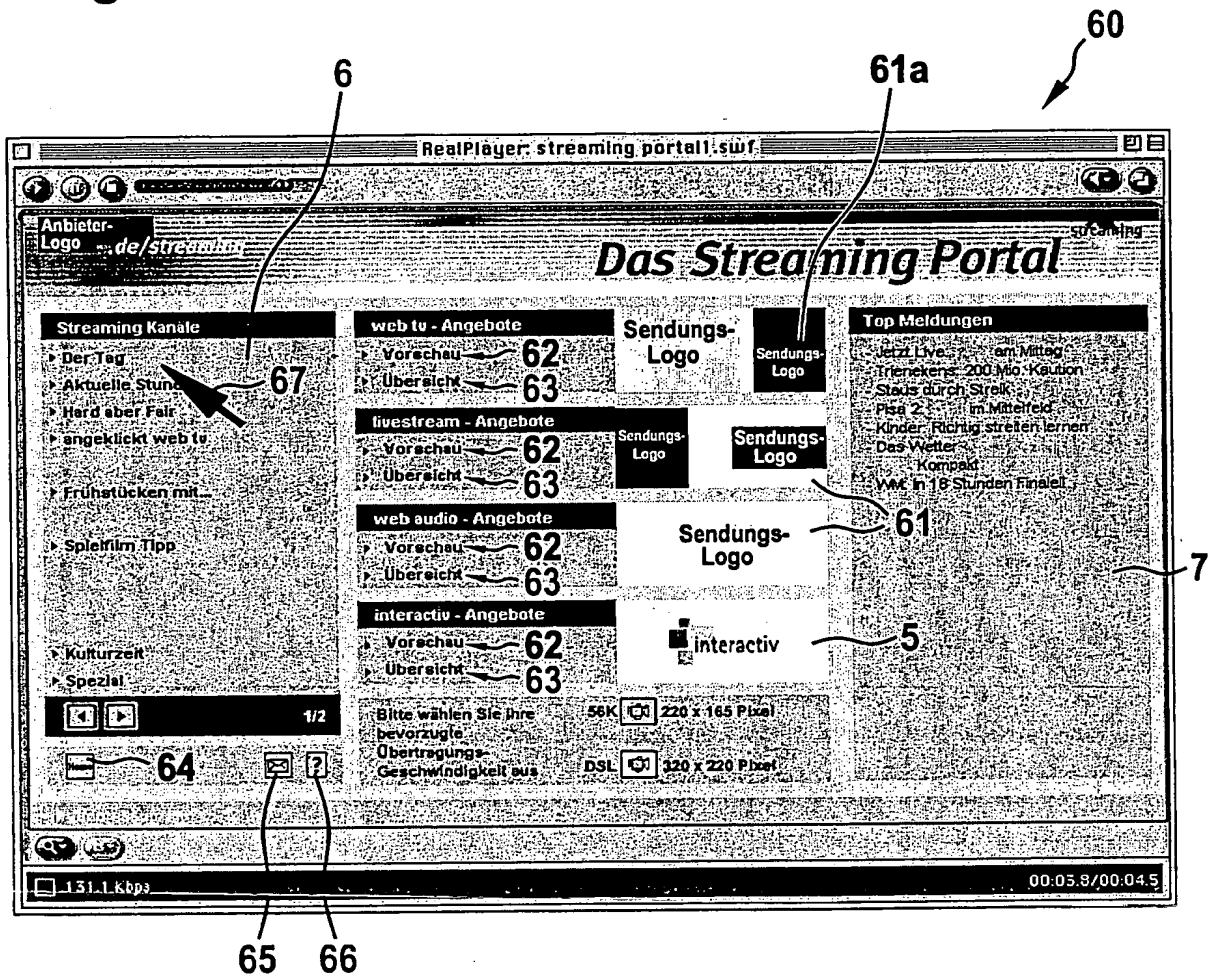 60
6
61a
RealPlayer: streaming portal1.swf
Anbieter-
Logo
.de/streaming
streaming
Das Streaming Portal
Streaming Kanäle
Der Tag
Aktuelle Stund
67
Hard aber Fair
angeklickt web tv
Frühstücken mit...
Spielfilm Tipp
Kulturzeit
Spezial
1/2
Home
64
65
66
web tv - Angebote
Vorschau
62
Übersicht
63
Sendungs-
Logo
Sendungs-
Logo
livestream - Angebote
Vorschau
62
Übersicht
63
Sendungs-
Logo
Sendungs-
Logo
61
web audio - Angebote
Vorschau
62
Übersicht
63
Sendungs-
Logo
interactiv - Angebote
Vorschau
62
Übersicht
63
interactiv
5
Bitte wählen Sie Ihre
bevorzugte
Übertragungs-
Geschwindigkeit aus
56K 220 x 165 Pixel
DSL 320 x 220 Pixel
Top Meldungen
Jetzt Live am Mittag
Trienekens: 200 Mio. Kaution
Staus durch Streik
Pisa 2: im Mittelfeld
Kinder: Richtig streiten lernen
Das Wetter
Kompakt
WM: In 18 Stunden Finale!!
7
131.1 Kbps
00:03.8/00:04.5